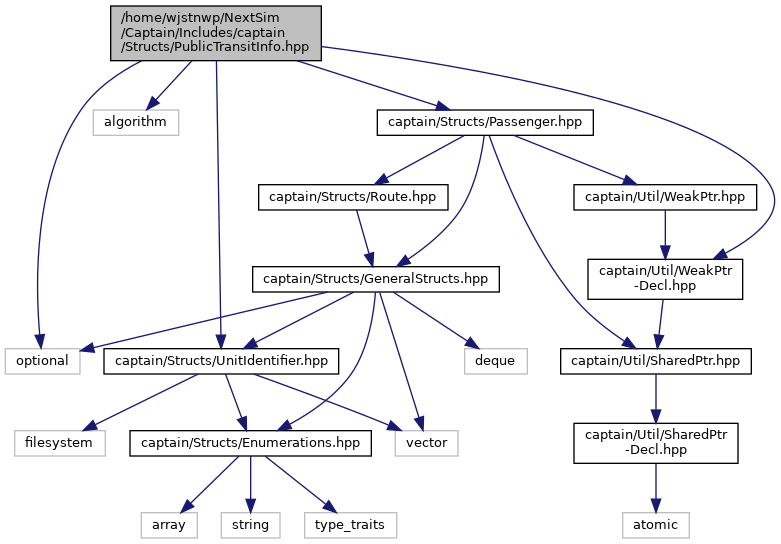 /home/wjstnwp/NextSim
/Captain/Includes/captain
/Structs/PublicTransitInfo.hpp
algorithm
captain/Structs/Passenger.hpp
captain/Structs/Route.hpp
captain/Util/WeakPtr.hpp
captain/Structs/GeneralStructs.hpp
captain/Util/WeakPtr
-Decl.hpp
optional
captain/Structs/UnitIdentifier.hpp
deque
captain/Util/SharedPtr.hpp
filesystem
captain/Structs/Enumerations.hpp
vector
captain/Util/SharedPtr
-Decl.hpp
array
string
type_traits
atomic